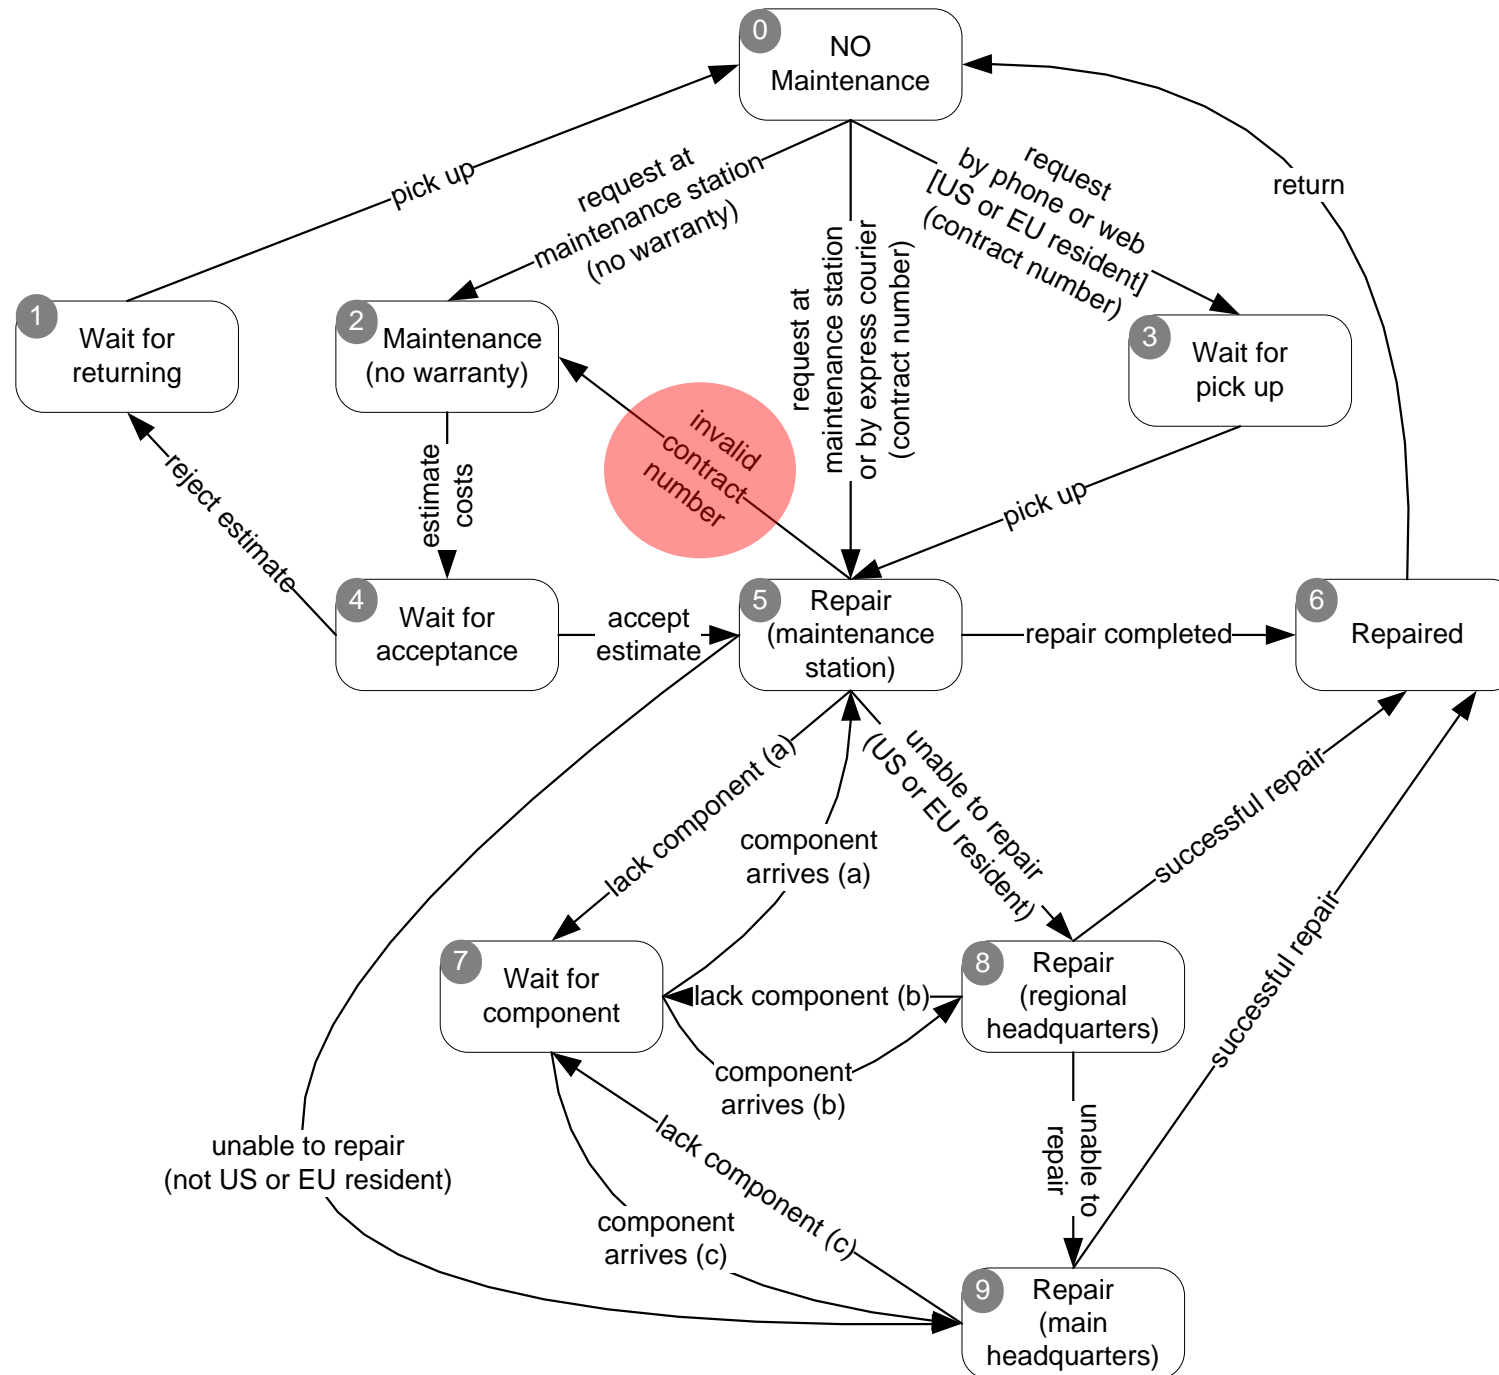 0
NO
Maintenance
pick up
request at
maintenance station
(no warranty)
request at
maintenance station
or by express courier
(contract number)
request
by phone or web
[US or EU resident]
(contract number)
return
1
Wait for
returning
2
Maintenance
(no warranty)
3
Wait for
pick up
invalid
contract
number
reject estimate
estimate
costs
pick up
4
Wait for
acceptance
accept
estimate
5
Repair
(maintenance
station)
repair completed
6
Repaired
lack component (a)
component
arrives (a)
unable to repair
(US or EU resident)
successful repair
successful repair
7
Wait for
component
lack component (b)
component
arrives (b)
8
Repair
(regional
headquarters)
unable to repair
(not US or EU resident)
component
arrives (c)
lack component (c)
unable to
repair
9
Repair
(main
headquarters)